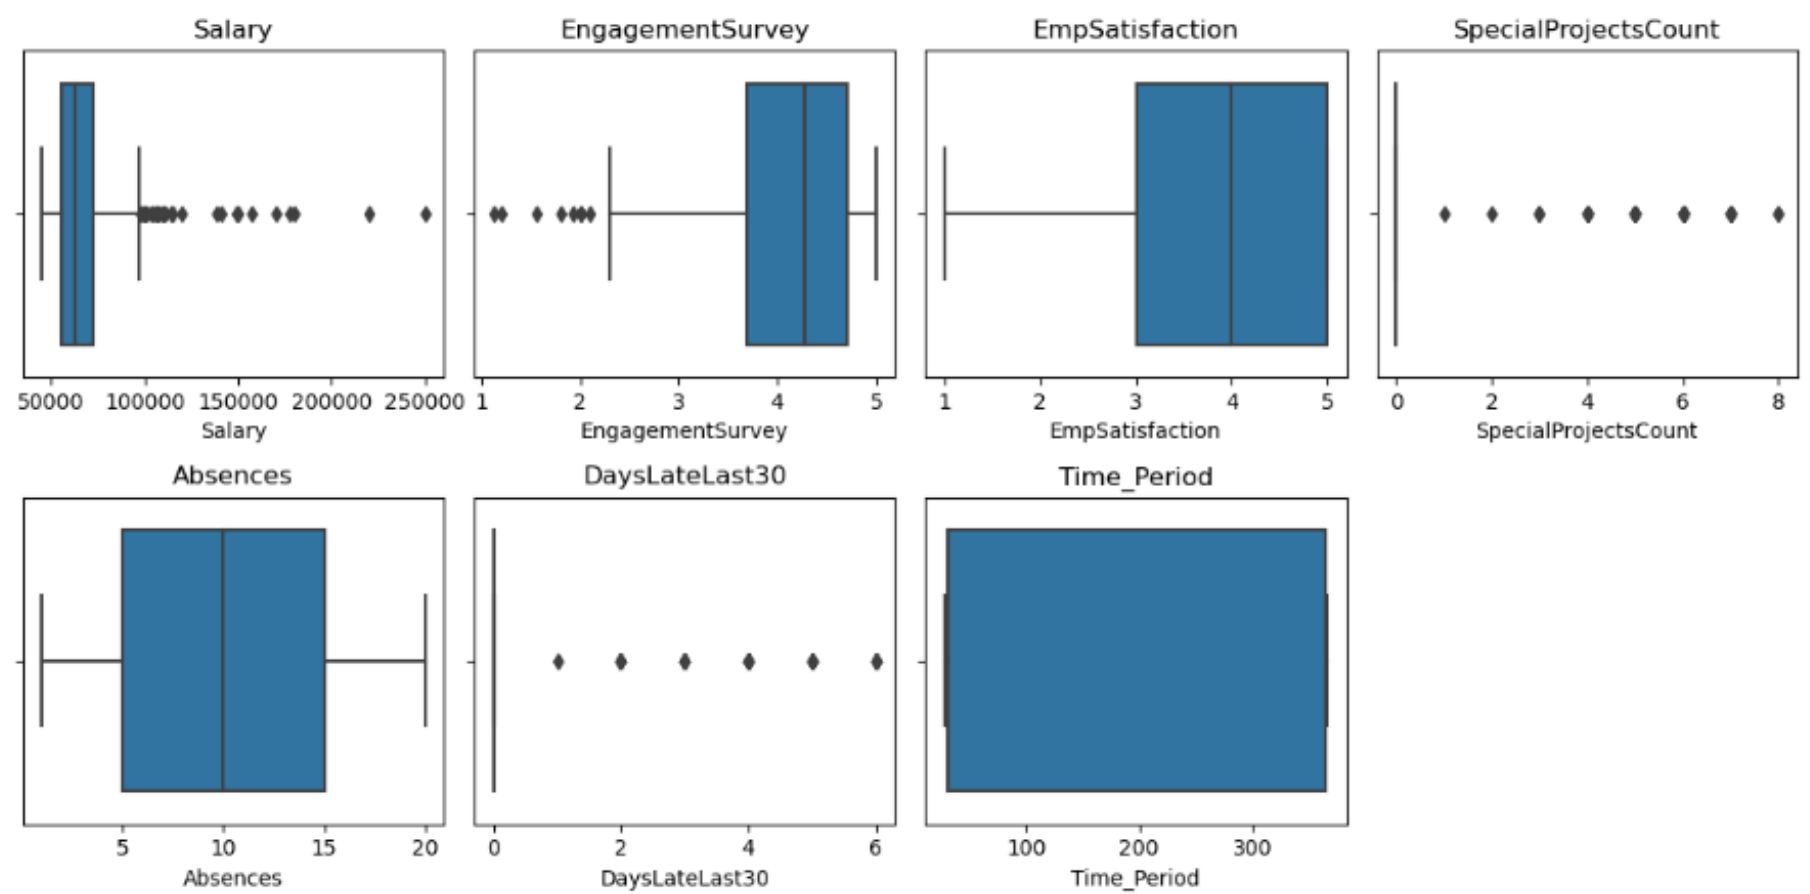 Salary EngagementSurvey EmpSatisfaction SpecialProjectsCount
50000 100000 150000 200000 250000 1 2 3 4 5 1 2 3 4 5 0 2 4 6 8
Salary EngagementSurvey EmpSatisfaction SpecialProjectsCount
Absences DaysLateLast30 Time_Period
5 10 15 20 0 2 4 6 100 200 300
Absences DaysLateLast30 Time_Period